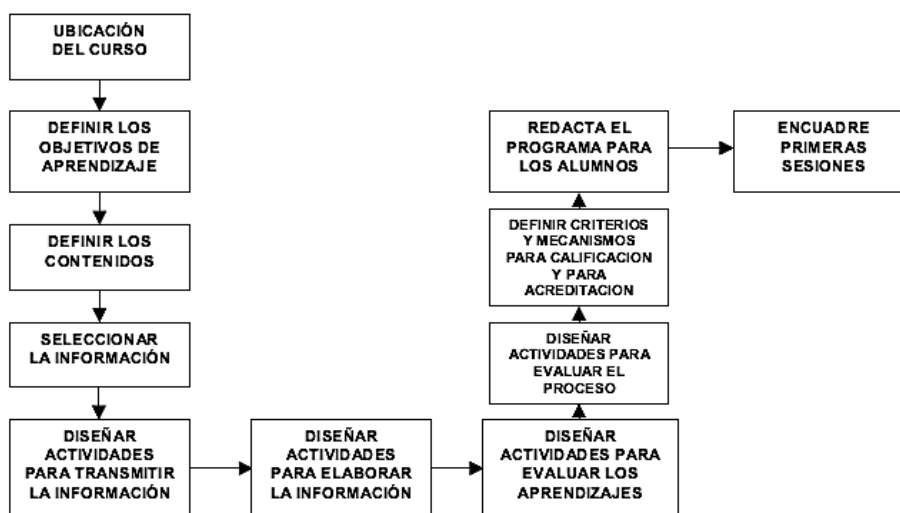 UBICACIÓN
DEL CURSO
DEFINIR LOS
OBJETIVOS DE
APRENDIZAJE
DEFINIR LOS
CONTENIDOS
SELECCIONAR
LA INFORMACIÓN
DISEÑAR
ACTIVIDADES
PARA TRANSMITIR
LA INFORMACIÓN
DISEÑAR
ACTIVIDADES
PARA ELABORAR
LA INFORMACIÓN
DISEÑAR
ACTIVIDADES PARA
EVALUAR LOS
APRENDIZAJES
DISEÑAR
ACTIVIDADES PARA
EVALUAR EL
PROCESO
DEFINIR CRITERIOS
Y MECANISMOS
PARA CALIFICACION
Y PARA
ACREDITACION
REDACTA EL
PROGRAMA PARA
LOS ALUMNOS
ENCUADRE
PRIMERAS
SESIONES